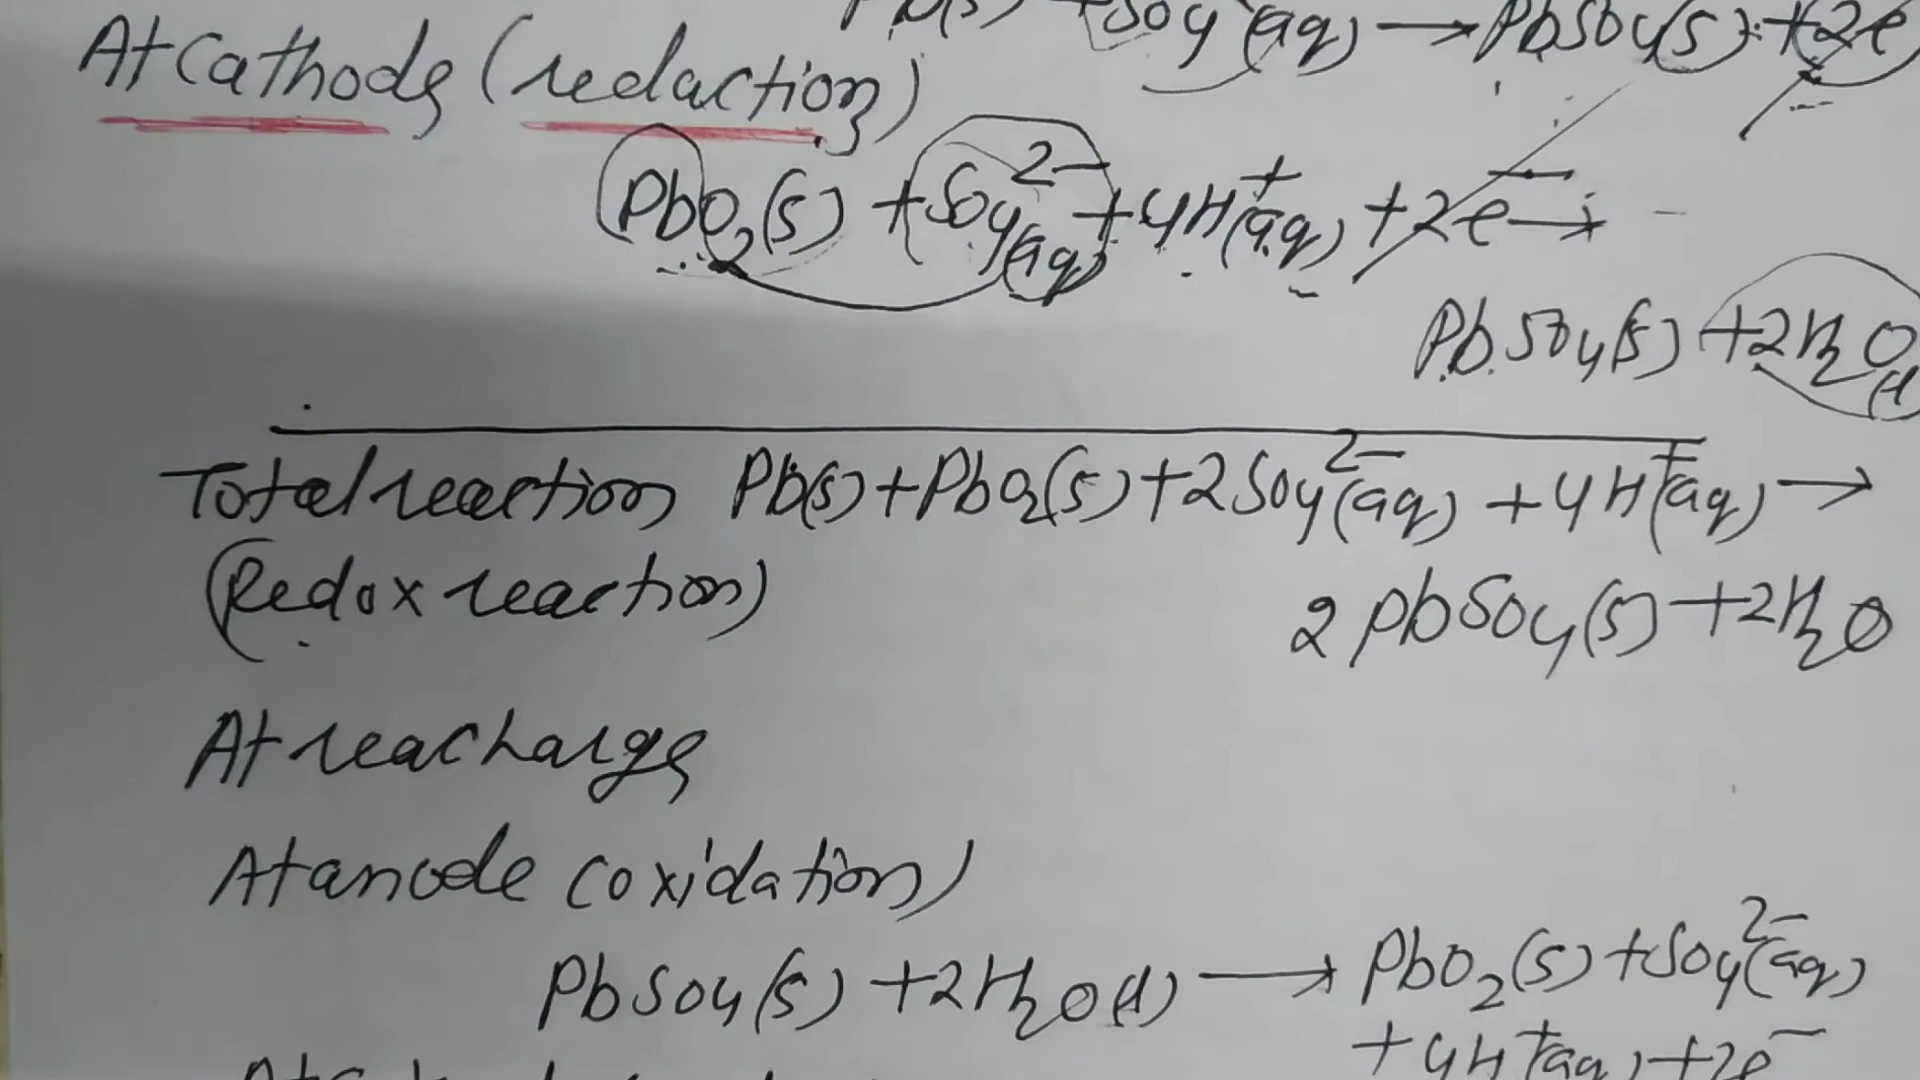 Pb(s) + SO4 (aq) → PbSO4(s) + 2e
At Cathode (reduction)
PbO2(s) + SO4^2-(aq) + 4H^+(aq) + 2e^- →
PbSO4(s) + 2H2O(l)
Total reaction Pb(s) + PbO2(s) + 2SO4^2-(aq) + 4H^+(aq) →
(Redox reaction) 2PbSO4(s) + 2H2O
At reacharge
At anode (oxidation)
PbSO4(s) + 2H2O(l) → PbO2(s) + SO4^2-(aq)
+ 4H^+(aq) + 2e^-